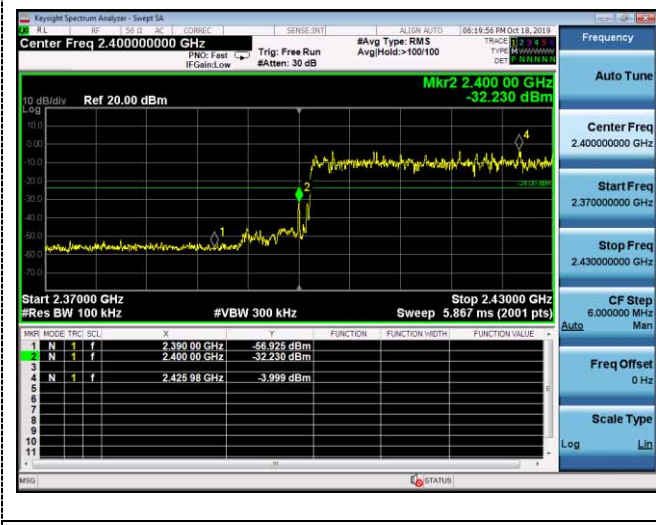 Keysight Spectrum Analyzer - Swept SA
RL RF 50 Ω AC CORREC SENSE:INT ALIGN AUTO 06:19:56 PM Oct 18, 2019
Center Freq 2.400000000 GHz
PNO: Fast Trig: Free Run
IFGain:Low #Atten: 30 dB
#Avg Type: RMS
Avg|Hold:>100/100
TRACE 1 2 3 4 5 6
TYPE M W W W W W
DET P N N N N N
Mkr2 2.400 00 GHz
-32.230 dBm
10 dB/div Ref 20.00 dBm
Log
10.0
0.00
-10.0
-20.0
-30.0
-40.0
-50.0
-60.0
-70.0
1
2
4
-24.00 dBm
Start 2.37000 GHz Stop 2.43000 GHz
#Res BW 100 kHz #VBW 300 kHz Sweep 5.867 ms (2001 pts)
MKR MODE TRC SCL X Y FUNCTION FUNCTION WIDTH FUNCTION VALUE
1 N 1 f 2.390 00 GHz -56.925 dBm
2 N 1 f 2.400 00 GHz -32.230 dBm
3
4 N 1 f 2.425 98 GHz -3.999 dBm
5
6
7
8
9
10
11
MSG STATUS
Frequency
Auto Tune
Center Freq
2.400000000 GHz
Start Freq
2.370000000 GHz
Stop Freq
2.430000000 GHz
CF Step
6.000000 MHz
Auto Man
Freq Offset
0 Hz
Scale Type
Log Lin